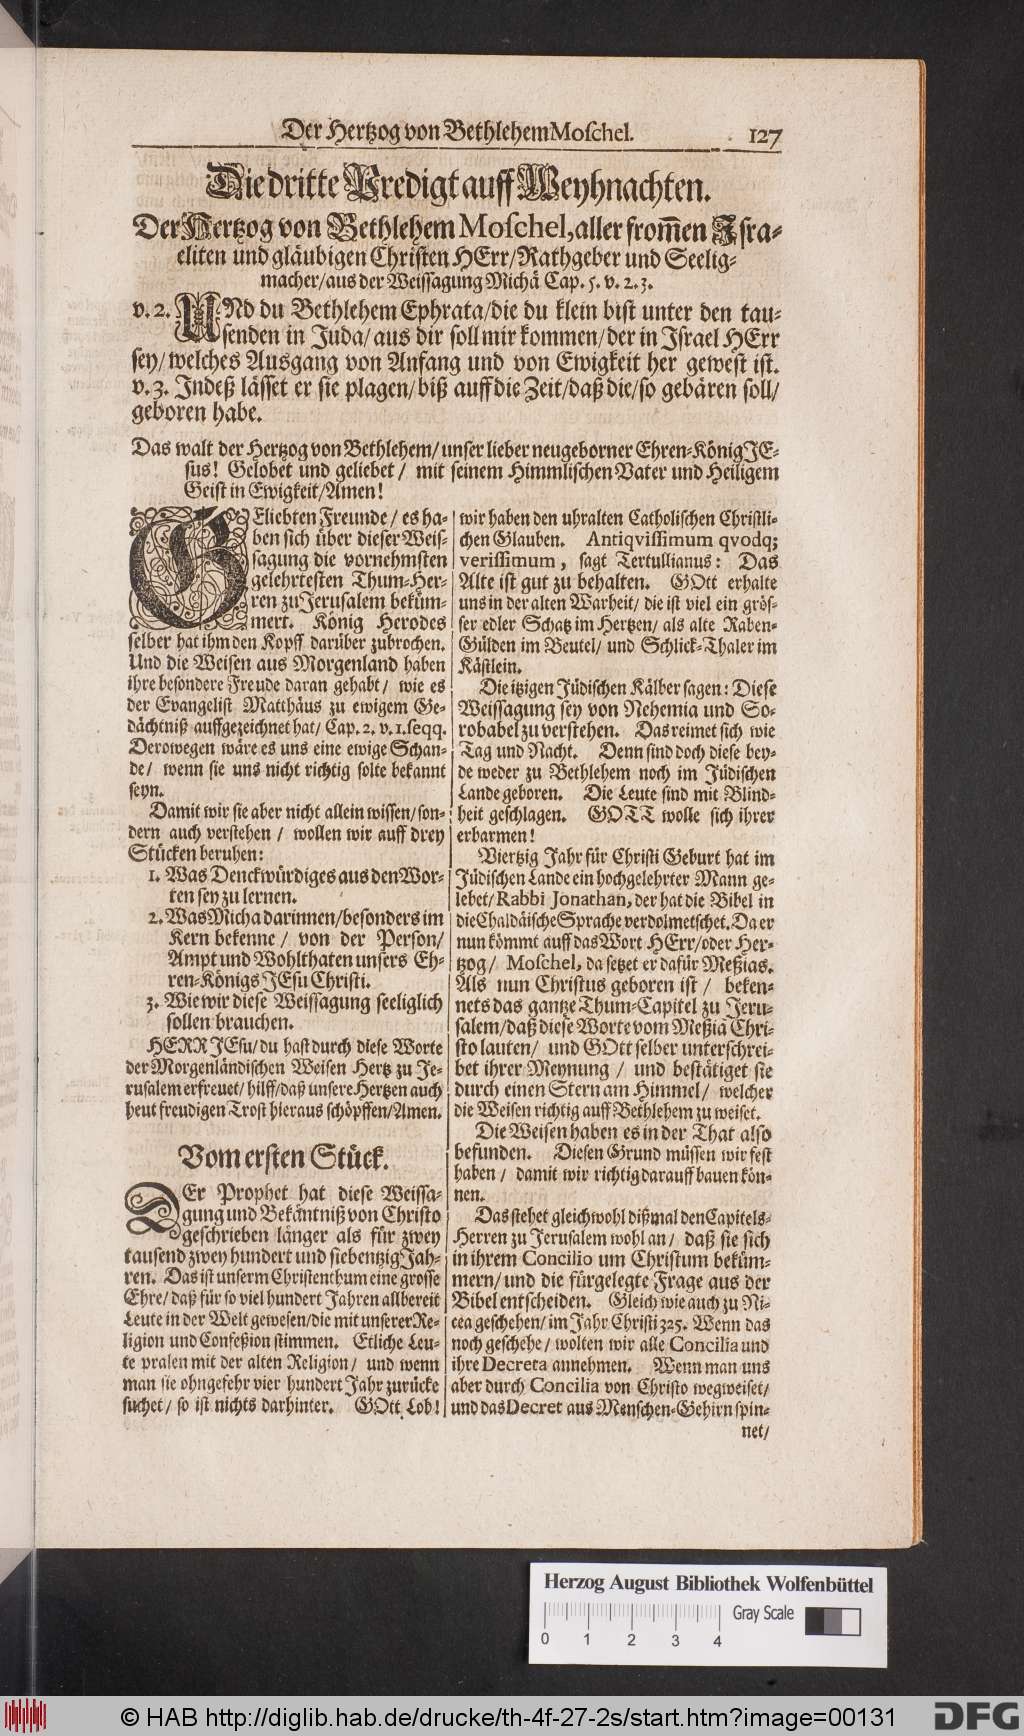 Der Hertzog von Bethlehem Moſchel. 127
Die dritte Predigt auff Weyhnachten.
Der Hertzog von Bethlehem Moſchel, aller from̃en Iſra-
eliten und gläubigen Chriſten HErr/ Rathgeber und Seelig-
macher/ aus der Weiſſagung Michä Cap. 5. v. 2. 3.
v. 2. UNd du Bethlehem Ephrata/ die du klein biſt unter den tau-
ſenden in Juda/ aus dir ſoll mir kommen/ der in Iſrael HErr
ſey/ welches Ausgang von Anfang und von Ewigkeit her geweſt iſt.
v. 3. Indeß läſſet er ſie plagen/ biß auff die Zeit/ daß die/ ſo gebären ſoll/
geboren habe.
Das walt der Hertzog von Bethlehem/ unſer lieber neugeborner Ehren-König JE-
ſus! Gelobet und geliebet/ mit ſeinem Himmliſchen Vater und Heiligem
Geiſt in Ewigkeit/ Amen!
GEliebten Freunde/ es ha-
ben ſich über dieſer Weiſ-
ſagung die vornehmſten
gelehrteſten Thum-Her-
ren zu Jeruſalem beküm-
mert. König Herodes
ſelber hat ihm den Kopff darüber zubrochen.
Und die Weiſen aus Morgenland haben
ihre beſondere Freude daran gehabt/ wie es
der Evangeliſt Matthäus zu ewigem Ge-
dächtniß auffgezeichnet hat/ Cap. 2. v. 1. ſeqq.
Derowegen wäre es uns eine ewige Schan-
de/ wenn ſie uns nicht richtig ſolte bekannt
ſeyn.
Damit wir ſie aber nicht allein wiſſen/ ſon-
dern auch verſtehen/ wollen wir auff drey
Stücken beruhen:
1. Was Denckwürdiges aus den Wor-
ten ſey zu lernen.
2. Was Micha darinnen/ beſonders im
Kern bekenne/ von der Perſon/
Ampt und Wohlthaten unſers Eh-
ren-Königs JEſu Chriſti.
3. Wie wir dieſe Weiſſagung ſeeliglich
ſollen brauchen.
HERR JEſu/ du haſt durch dieſe Worte
der Morgenländiſchen Weiſen Hertz zu Je-
ruſalem erfreuet/ hilff/ daß unſere Hertzen auch
heut freudigen Troſt hieraus ſchöpffen/ Amen.
Vom erſten Stück.
DEr Prophet hat dieſe Weiſſa-
gung und Bekäntniß von Chriſto
geſchrieben länger als für zwey
tauſend zwey hundert und ſiebentzig Jah-
ren. Das iſt unſerm Chriſtenthum eine groſſe
Ehre/ daß für ſo viel hundert Jahren allbereit
Leute in der Welt geweſen/ die mit unſerer Re-
ligion und Confeßion ſtimmen. Etliche Leu-
te pralen mit der alten Religion/ und wenn
man ſie ohngefehr vier hundert Jahr zurücke
ſuchet/ ſo iſt nichts darhinter. GOtt Lob!
wir haben den uhralten Catholiſchen Chriſtli-
chen Glauben. Antiqviſſimum qvodq;
veriſſimum, ſagt Tertullianus: Das
Alte iſt gut zu behalten. GOtt erhalte
uns in der alten Warheit/ die iſt viel ein gröſ-
ſer edler Schatz im Hertzen/ als alte Raben-
Gülden im Beutel/ und Schlick-Thaler im
Käſtlein.
Die itzigen Jüdiſchen Kälber ſagen: Dieſe
Weiſſagung ſey von Nehemia und So-
robabel zu verſtehen. Das reimet ſich wie
Tag und Nacht. Denn ſind doch dieſe bey-
de weder zu Bethlehem noch im Jüdiſchen
Lande geboren. Die Leute ſind mit Blind-
heit geſchlagen. GOTT wolle ſich ihrer
erbarmen!
Viertzig Jahr für Chriſti Geburt hat im
Jüdiſchen Lande ein hochgelehrter Mann ge-
lebet/ Rabbi Jonathan, der hat die Bibel in
die Chaldäiſche Sprache verdolmetſchet. Da er
nun kömmt auff das Wort HErr/ oder Her-
tzog/ Moſchel, da ſetzet er dafür Meßias.
Als nun Chriſtus geboren iſt/ beken-
nets das gantze Thum-Capitel zu Jeru-
ſalem/ daß dieſe Worte vom Meßia Chri-
ſto lauten/ und GOtt ſelber unterſchrei-
bet ihrer Meynung/ und beſtätiget ſie
durch einen Stern am Himmel/ welcher
die Weiſen richtig auff Bethlehem zu weiſet.
Die Weiſen haben es in der That alſo
befunden. Dieſen Grund müſſen wir feſt
haben/ damit wir richtig darauff bauen kön-
nen.
Das ſtehet gleichwohl dißmal den Capitels-
Herren zu Jeruſalem wohl an/ daß ſie ſich
in ihrem Concilio um Chriſtum beküm-
mern/ und die fürgelegte Frage aus der
Bibel entſcheiden. Gleich wie auch zu Ni-
cea geſchehen/ im Jahr Chriſti 325. Wenn das
noch geſchehe/ wolten wir alle Concilia und
ihre Decreta annehmen. Wenn man uns
aber durch Concilia von Chriſto wegweiſet/
und das Decret aus Menſchen-Gehirn ſpin-
net/
Herzog August Bibliothek Wolfenbüttel
Gray Scale
0 1 2 3 4
© HAB http://diglib.hab.de/drucke/th-4f-27-2s/start.htm?image=00131
DFG